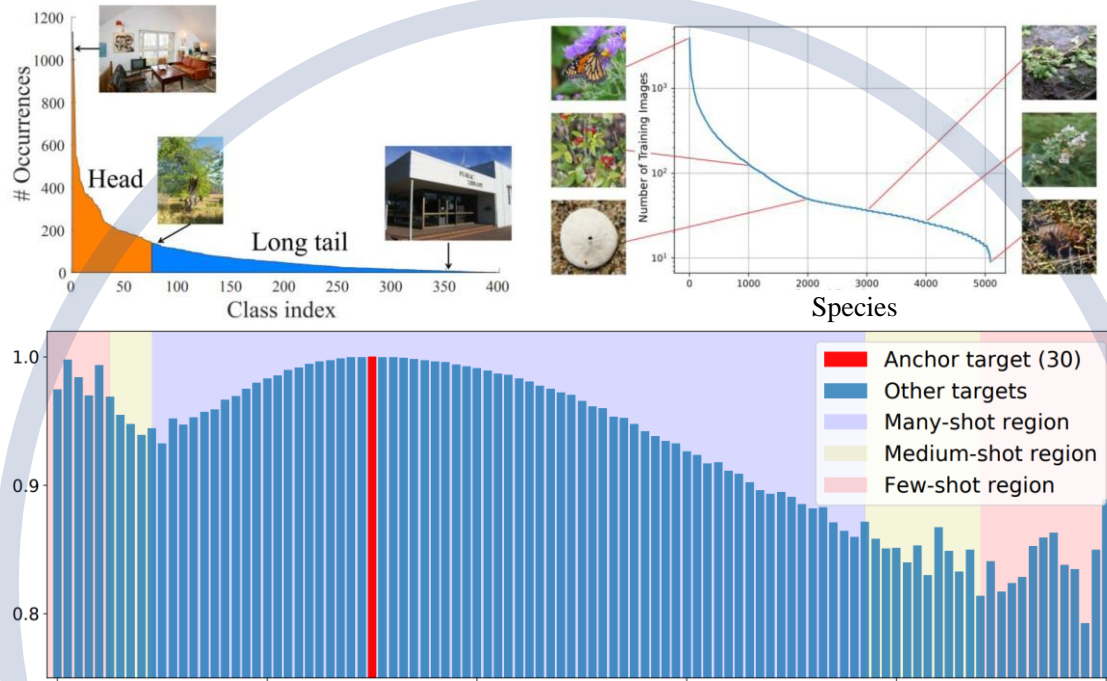 1200
1000
800
600
400
200
0
# Occurrences
Head
Long tail
PUBLIC
LIBRARY
0 50 100 150 200 250 300 350 400
Class index
Number of Training Images
10³
10²
10¹
0 1000 2000 3000 4000 5000
Species
1.0
0.9
0.8
Anchor target (30)
Other targets
Many-shot region
Medium-shot region
Few-shot region